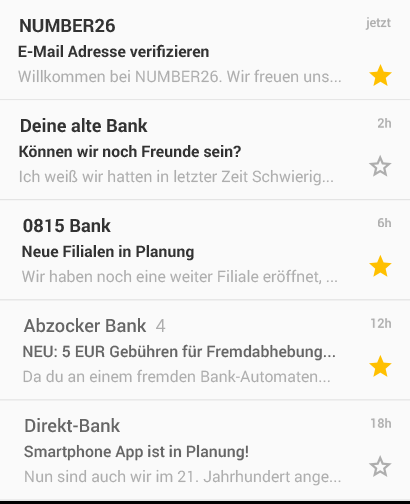 NUMBER26 jetzt
E-Mail Adresse verifizieren
Willkommen bei NUMBER26. Wir freuen uns...
Deine alte Bank 2h
Können wir noch Freunde sein?
Ich weiß wir hatten in letzter Zeit Schwierig...
0815 Bank 6h
Neue Filialen in Planung
Wir haben noch eine weiter Filiale eröffnet, ...
Abzocker Bank 4 12h
NEU: 5 EUR Gebühren für Fremdabhebung...
Da du an einem fremden Bank-Automaten...
Direkt-Bank 18h
Smartphone App ist in Planung!
Nun sind auch wir im 21. Jahrhundert ange...